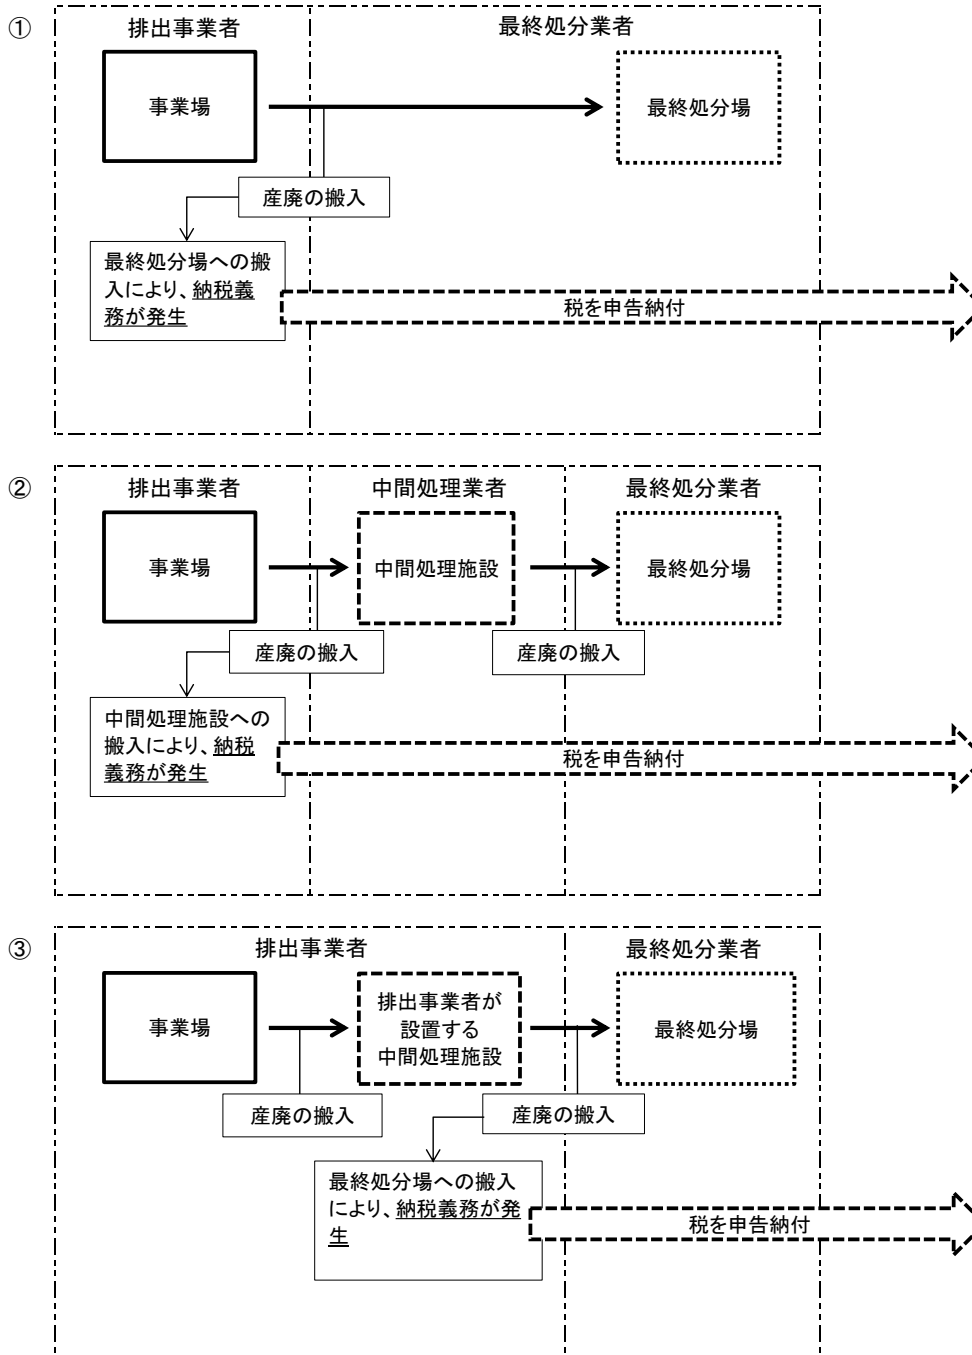 ①
排出事業者
最終処分業者
事業場
最終処分場
産廃の搬入
最終処分場への搬
入により、納税義
務が発生
税を申告納付
②
排出事業者
中間処理業者
最終処分業者
事業場
中間処理施設
最終処分場
産廃の搬入
産廃の搬入
中間処理施設への
搬入により、納税
義務が発生
税を申告納付
③
排出事業者
最終処分業者
事業場
排出事業者が
設置する
中間処理施設
最終処分場
産廃の搬入
産廃の搬入
最終処分場への搬入
により、納税義務が発
生
税を申告納付